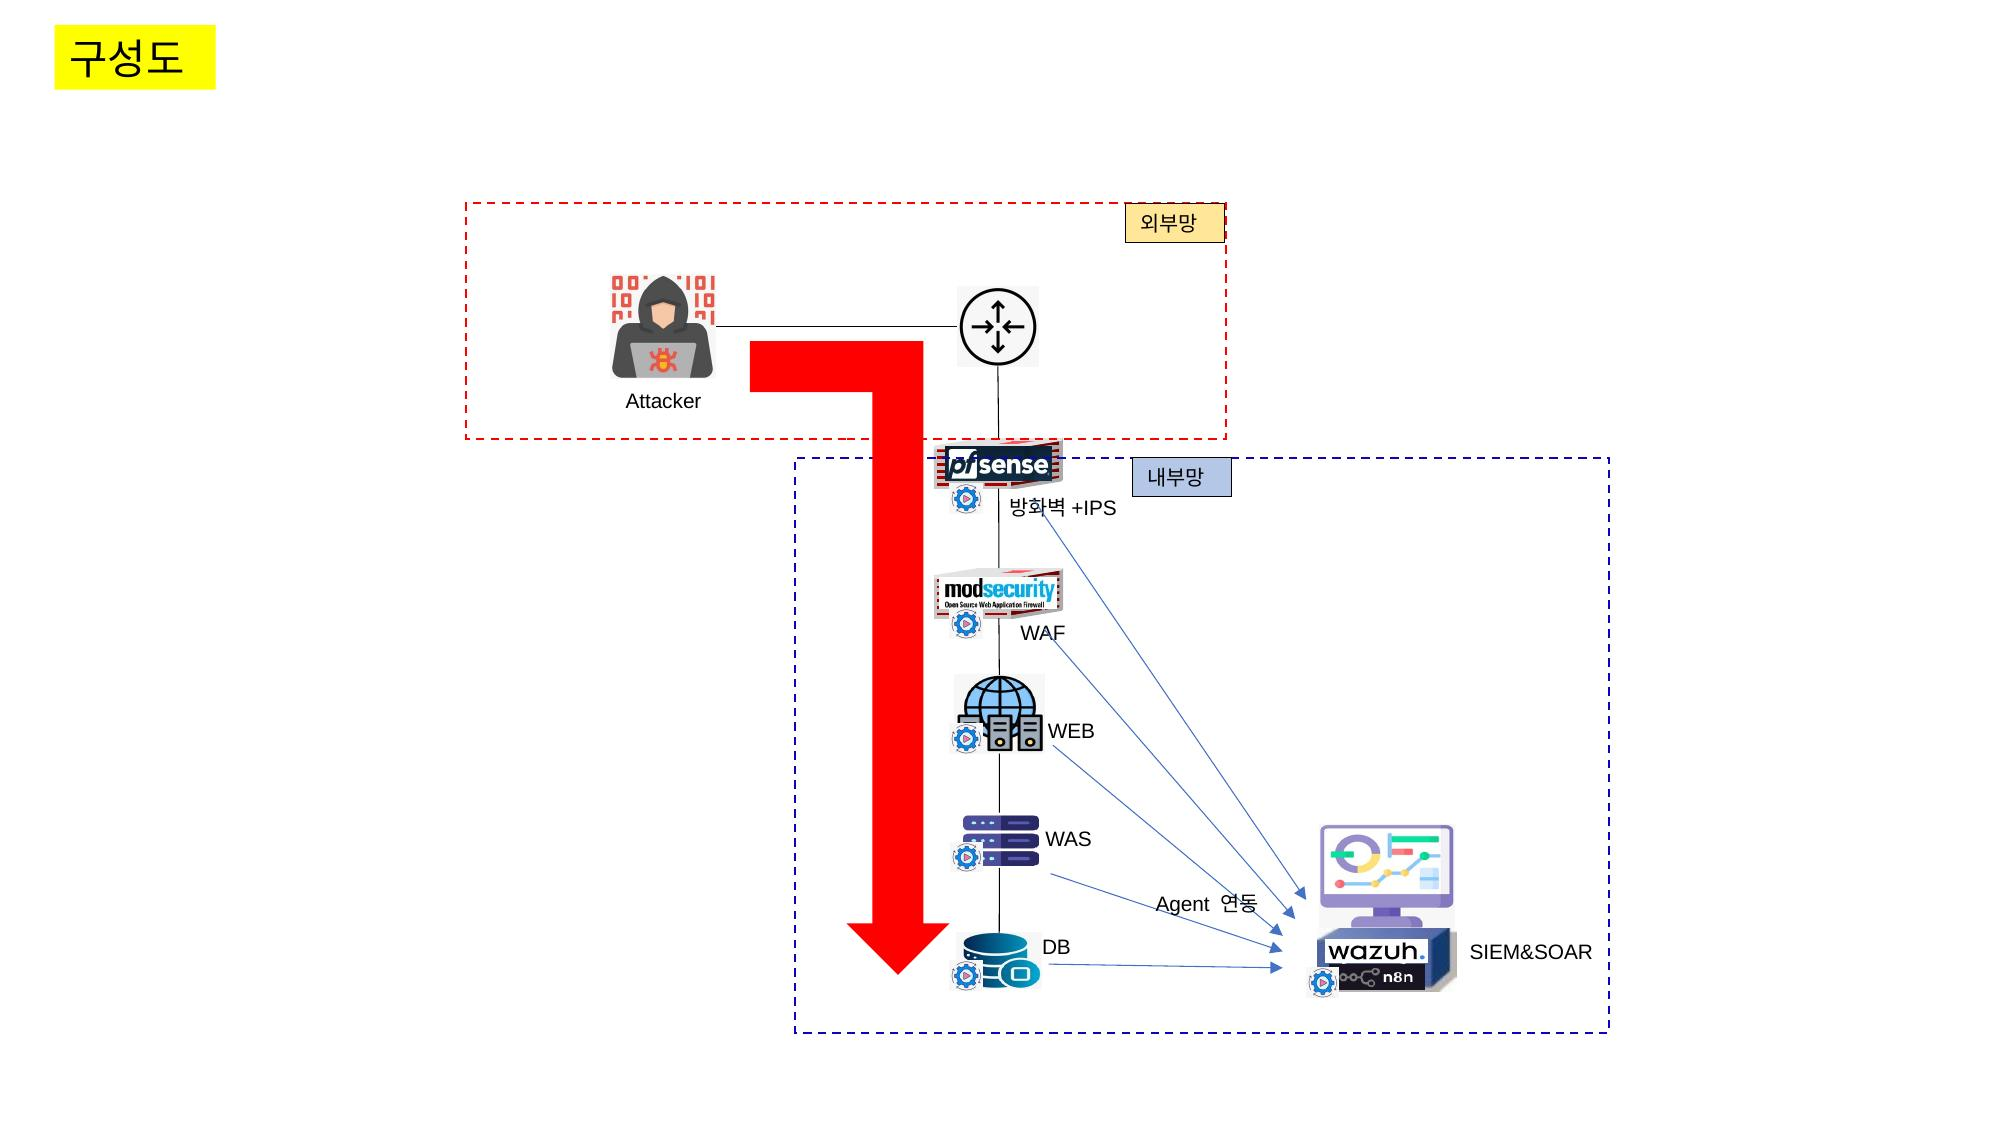 구성도
외부망
Attacker
pfsense
내부망
방화벽 +IPS
modsecurity
Open Source Web Application Firewall
WAF
WEB
WAS
Agent 연동
DB
wazuh.
SIEM&SOAR
n8n